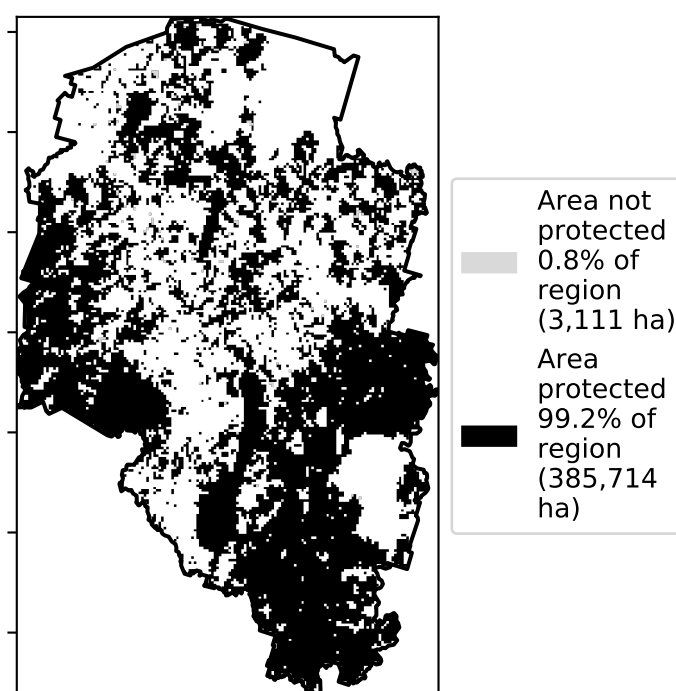 Area not
protected
0.8% of
region
(3,111 ha)
Area
protected
99.2% of
region
(385,714
ha)